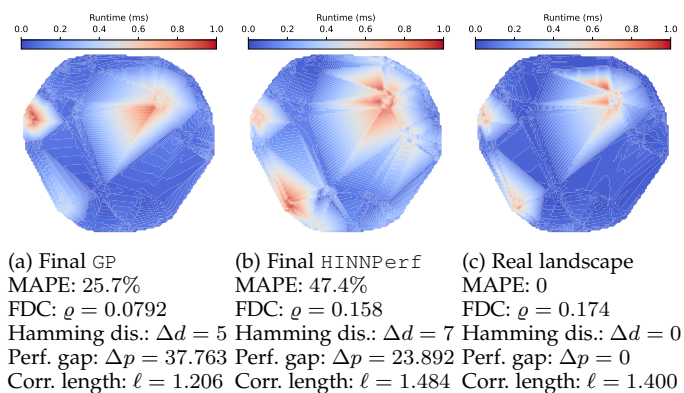 Runtime (ms) Runtime (ms) Runtime (ms)
0.0 0.2 0.4 0.6 0.8 1.0 0.0 0.2 0.4 0.6 0.8 1.0 0.0 0.2 0.4 0.6 0.8 1.0
(a) Final GP
MAPE: 25.7%
FDC: ϱ = 0.0792
Hamming dis.: Δd = 5
Perf. gap: Δp = 37.763
Corr. length: ℓ = 1.206
(b) Final HINNPerf
MAPE: 47.4%
FDC: ϱ = 0.158
Hamming dis.: Δd = 7
Perf. gap: Δp = 23.892
Corr. length: ℓ = 1.484
(c) Real landscape
MAPE: 0
FDC: ϱ = 0.174
Hamming dis.: Δd = 0
Perf. gap: Δp = 0
Corr. length: ℓ = 1.400